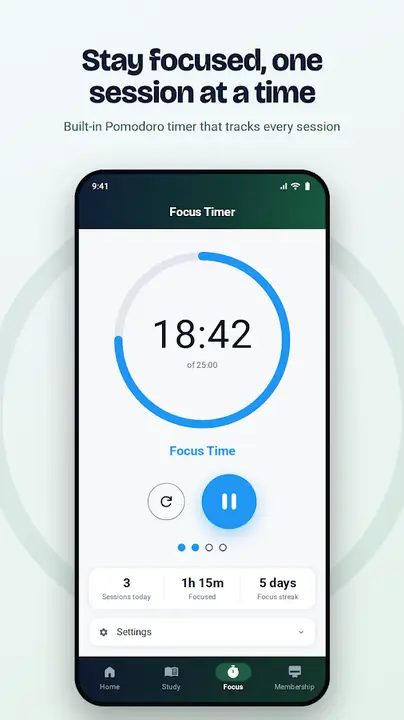 Stay focused, one
session at a time
Built-in Pomodoro timer that tracks every session
9:41
Focus Timer
18:42
of 25:00
Focus Time
3
1h 15m
5 days
Sessions today
Focused
Focus streak
Settings
Home
Study
Focus
Membership